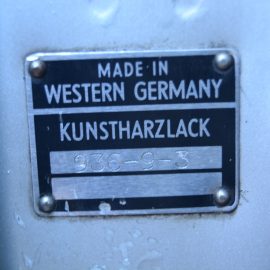 MADE IN
WESTERN GERMANY
KUNSTHARZLACK
936-9-3